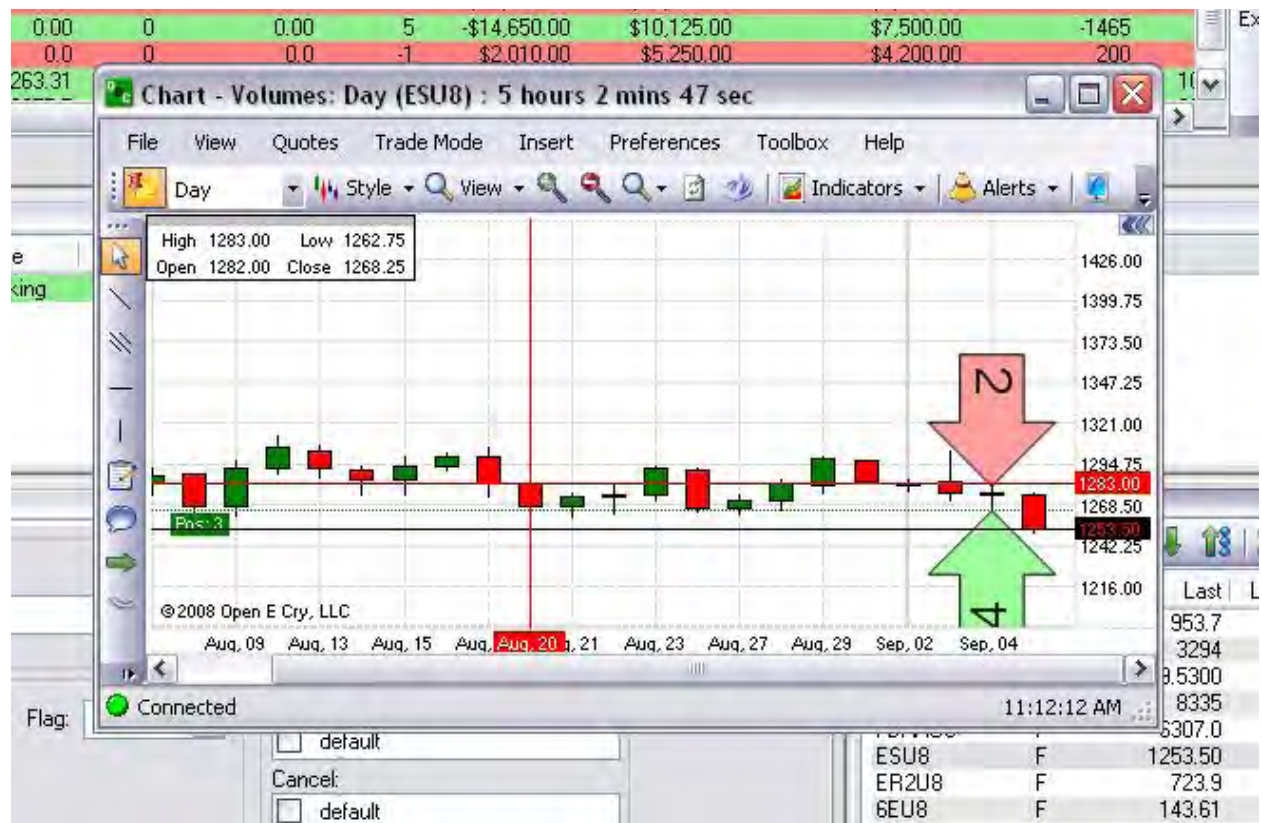 0.00 0 0.00 5 -$14,650.00 $10,125.00 $7,500.00 -1465
0.0 0 0.0 -1 $2,010.00 $5,250.00 $4,200.00 200
263.31
Chart - Volumes: Day (ESU8) : 5 hours 2 mins 47 sec
File View Quotes Trade Mode Insert Preferences Toolbox Help
Day Style View Indicators Alerts
High 1283.00 Low 1262.75
Open 1282.00 Close 1268.25
1426.00
1399.75
1373.50
1347.25
1321.00
1294.75
1283.00
1268.50
1253.50
1242.25
1216.00
2
Pos: 3
4
©2008 Open E Cry, LLC
Aug, 09 Aug, 13 Aug, 15 Aug, Aug, 20 21 Aug, 23 Aug, 27 Aug, 29 Sep, 02 Sep, 04
Connected 11:12:12 AM
Flag:
default
Cancel:
default
Last
953.7
3294
8335
ESU8 F 1253.50
ER2U8 F 723.9
6EU8 F 143.61